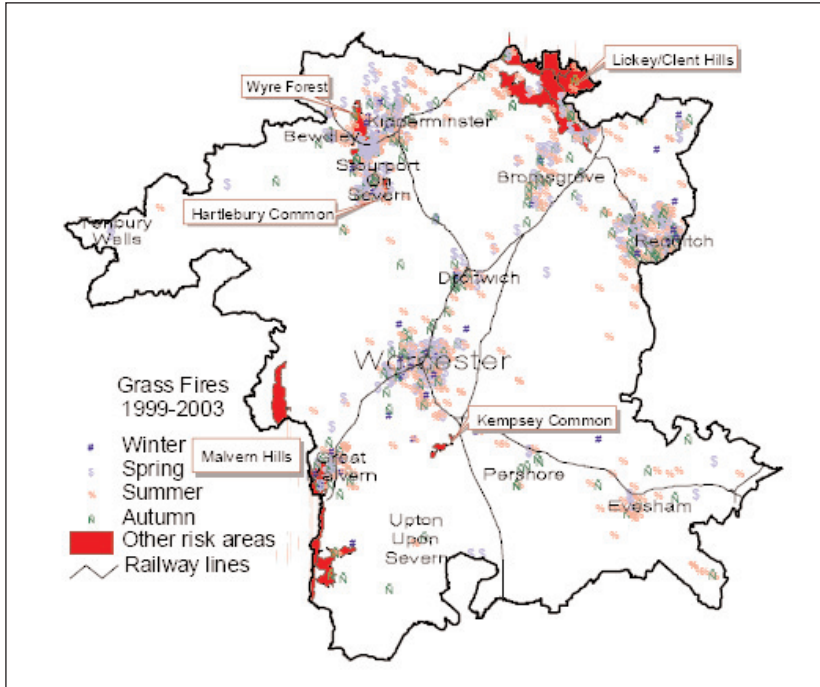 Lickey/Clent Hills
Wyre Forest
Kidderminster
Bewdley
Stourport
On
Severn
Bromsgrove
Hartlebury Common
Tenbury
Wells
Redditch
Droitwich
Worcester
Grass Fires
1999-2003
Kempsey Common
# Winter
$ Spring
% Summer
Ñ Autumn
Other risk areas
Railway lines
Malvern Hills
Great
Malvern
Pershore
Evesham
Upton
Upon
Severn